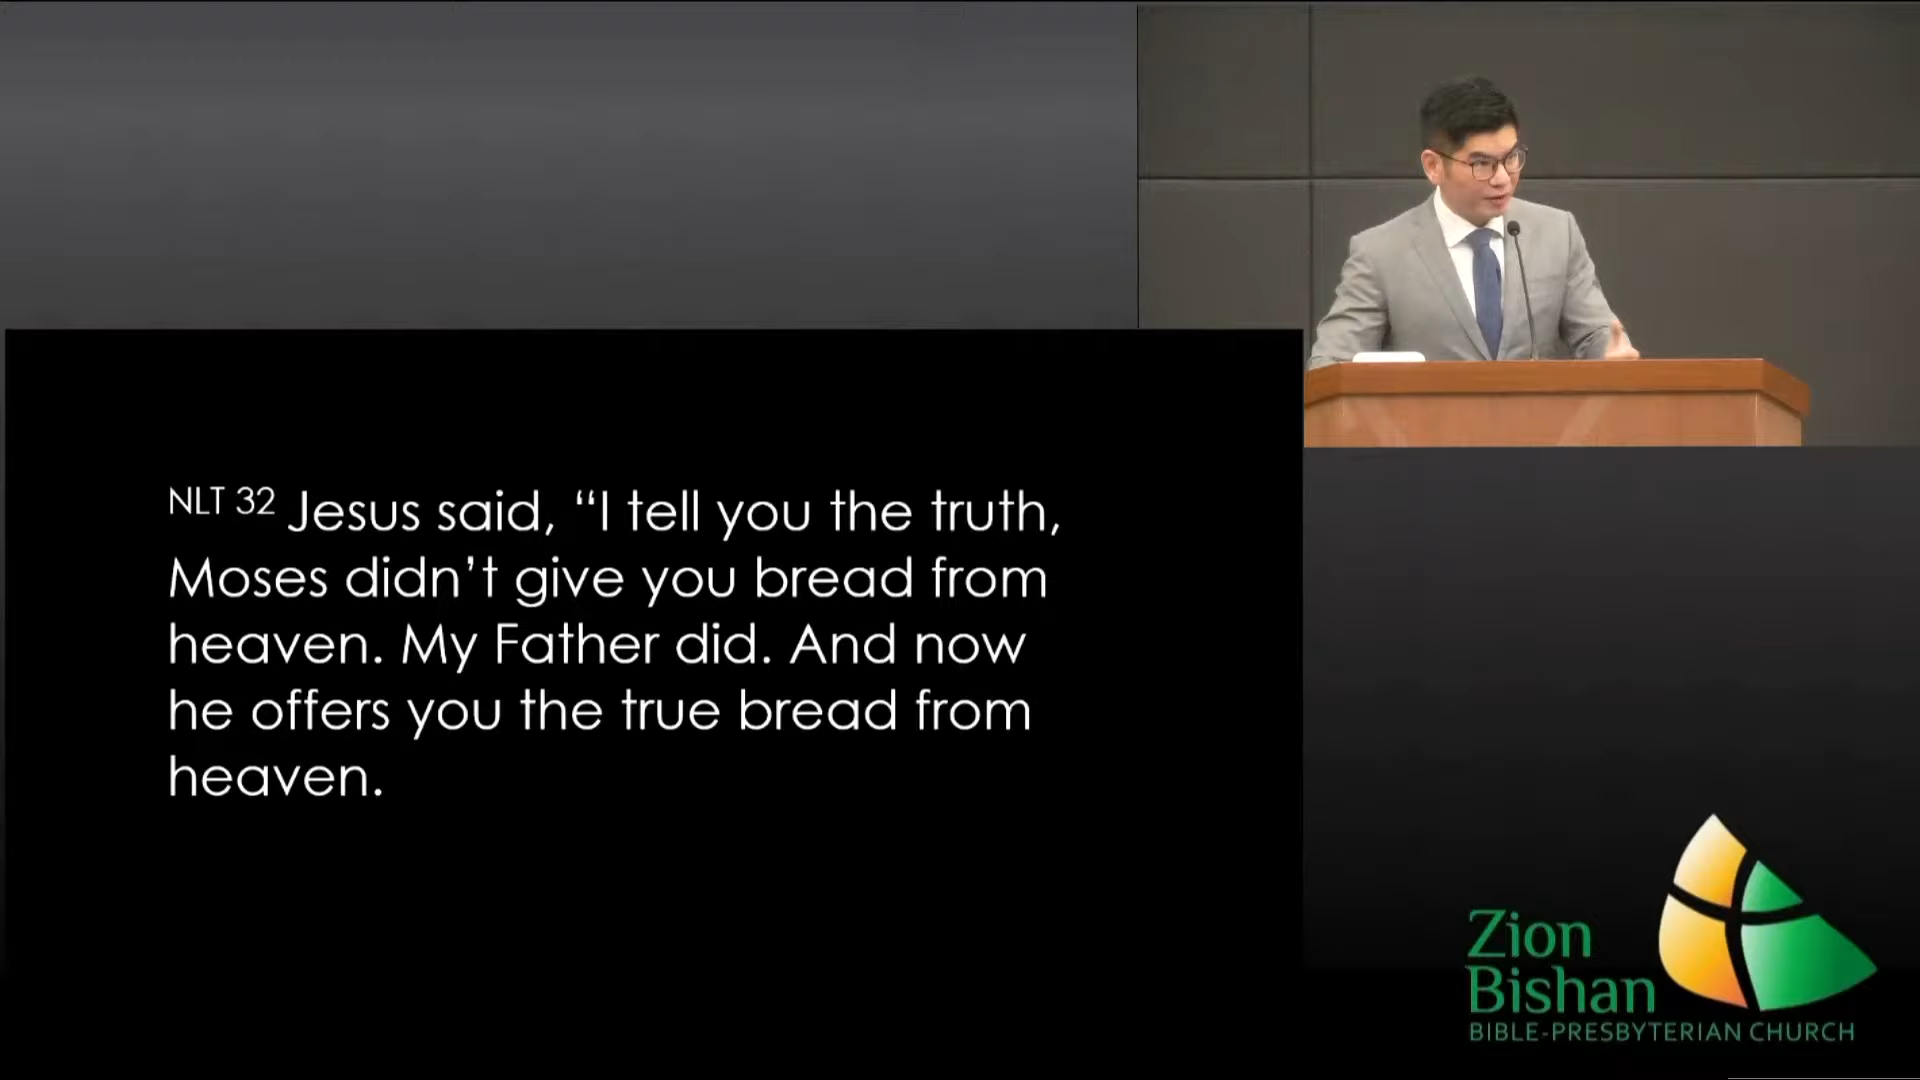 NLT 32 Jesus said, “I tell you the truth,
Moses didn’t give you bread from
heaven. My Father did. And now
he offers you the true bread from
heaven.
Zion
Bishan
BIBLE-PRESBYTERIAN CHURCH